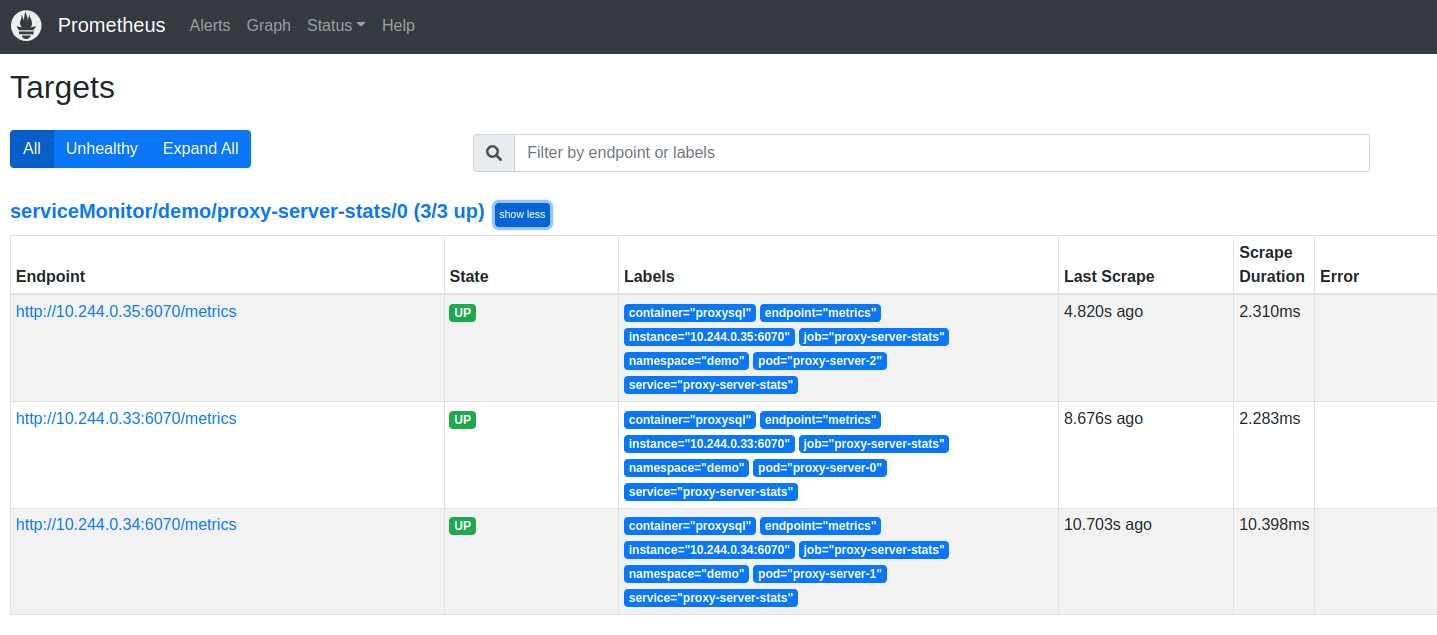 Prometheus Alerts Graph Status Help
Targets
All Unhealthy Expand All
Filter by endpoint or labels
serviceMonitor/demo/proxy-server-stats/0 (3/3 up) show less
Endpoint State Labels Last Scrape Scrape Duration Error
http://10.244.0.35:6070/metrics UP container="proxysql" endpoint="metrics" 4.820s ago 2.310ms
instance="10.244.0.35:6070" job="proxy-server-stats"
namespace="demo" pod="proxy-server-2"
service="proxy-server-stats"
http://10.244.0.33:6070/metrics UP container="proxysql" endpoint="metrics" 8.676s ago 2.283ms
instance="10.244.0.33:6070" job="proxy-server-stats"
namespace="demo" pod="proxy-server-0"
service="proxy-server-stats"
http://10.244.0.34:6070/metrics UP container="proxysql" endpoint="metrics" 10.703s ago 10.398ms
instance="10.244.0.34:6070" job="proxy-server-stats"
namespace="demo" pod="proxy-server-1"
service="proxy-server-stats"